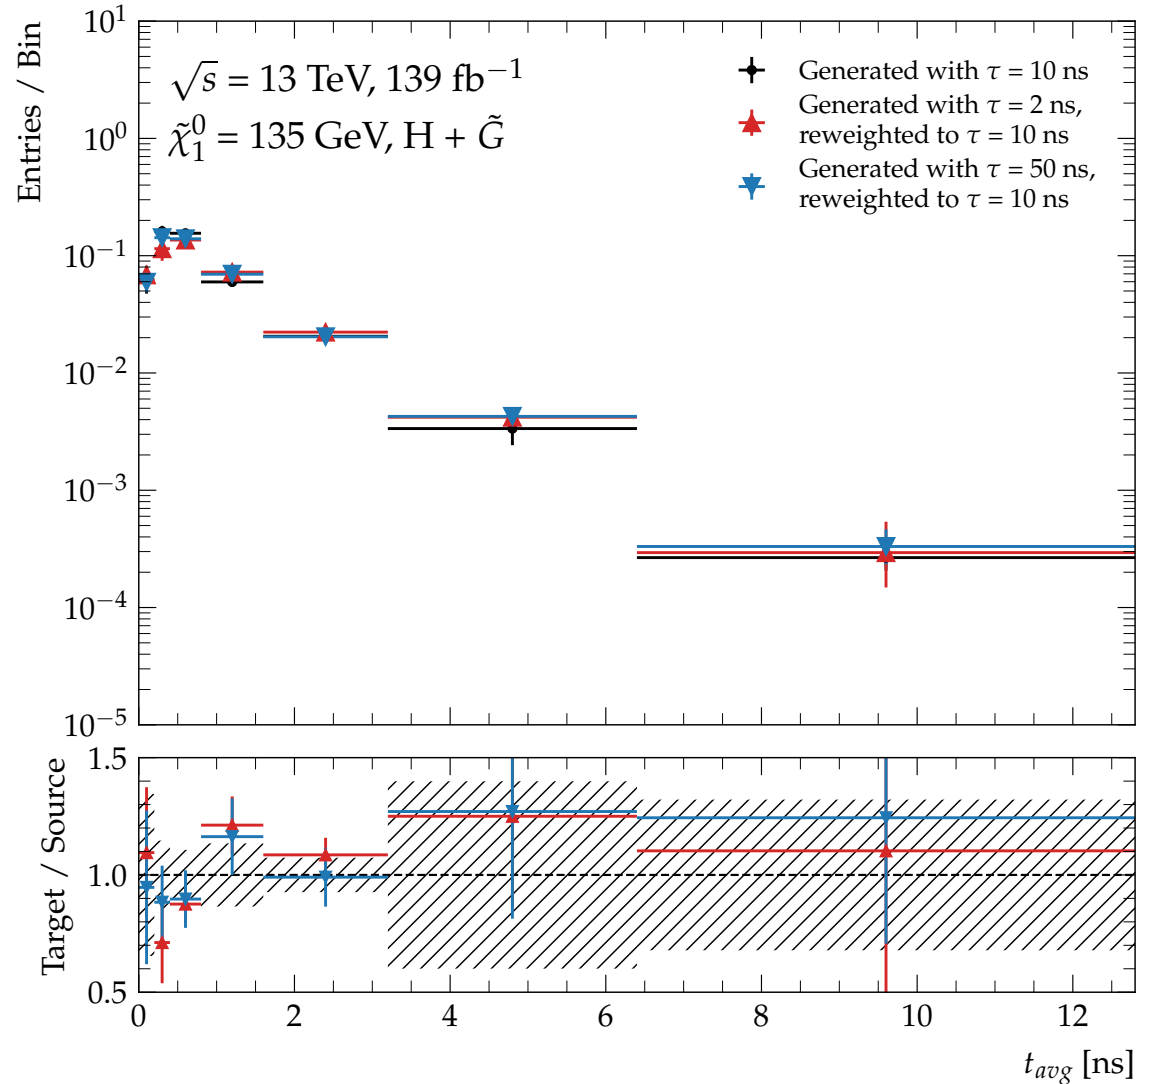 Entries / Bin
10¹
10⁰
10⁻¹
10⁻²
10⁻³
10⁻⁴
10⁻⁵
√s = 13 TeV, 139 fb⁻¹
χ̃₁⁰ = 135 GeV, H + G̃
Generated with τ = 10 ns
Generated with τ = 2 ns,
reweighted to τ = 10 ns
Generated with τ = 50 ns,
reweighted to τ = 10 ns
Target / Source
1.5
1.0
0.5
0 2 4 6 8 10 12
t_avg [ns]